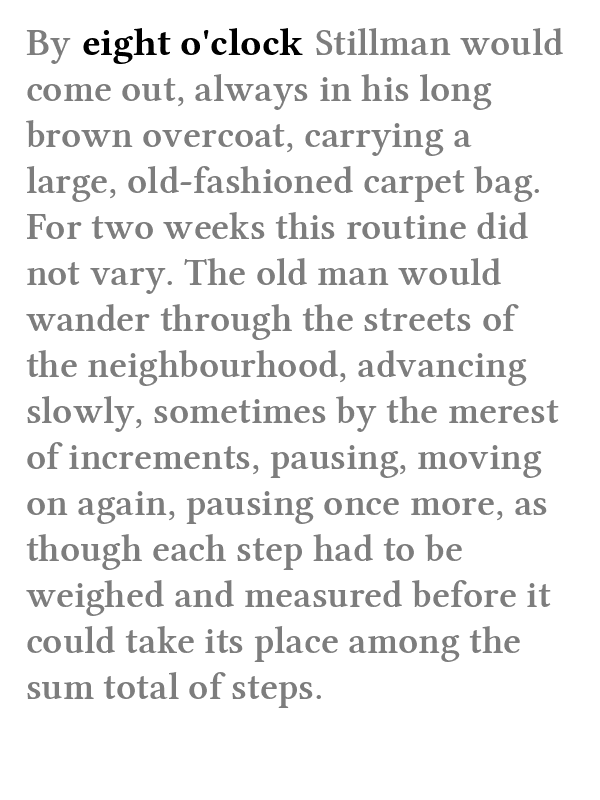 By eight o'clock Stillman would
come out, always in his long
brown overcoat, carrying a
large, old-fashioned carpet bag.
For two weeks this routine did
not vary. The old man would
wander through the streets of
the neighbourhood, advancing
slowly, sometimes by the merest
of increments, pausing, moving
on again, pausing once more, as
though each step had to be
weighed and measured before it
could take its place among the
sum total of steps.